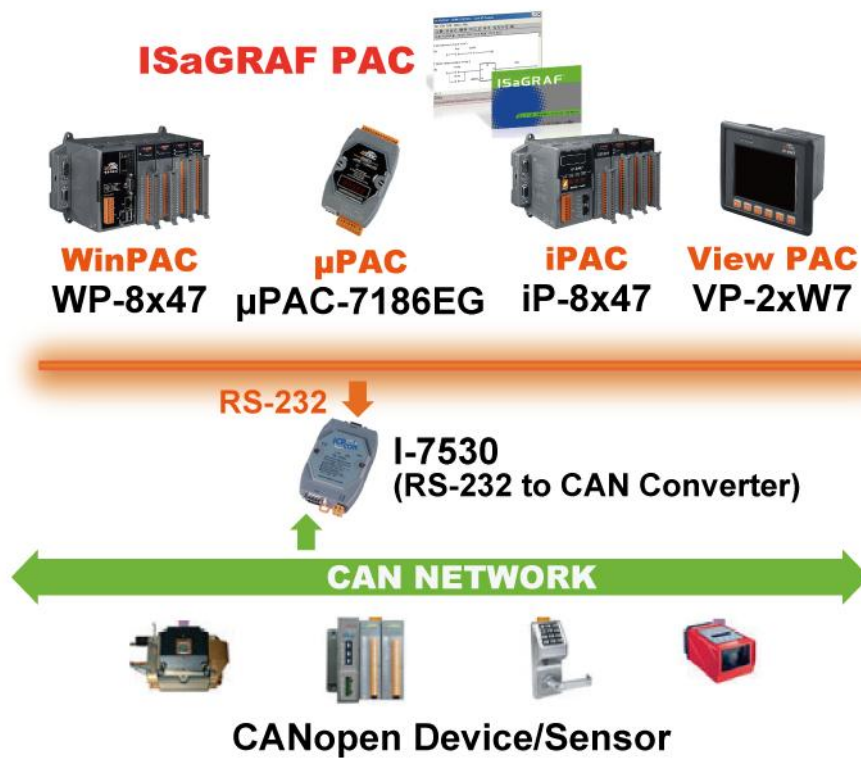 ISaGRAF PAC
ISaGRAF
WinPAC
µPAC
iPAC
View PAC
WP-8x47
µPAC-7186EG
iP-8x47
VP-2xW7
RS-232
I-7530
(RS-232 to CAN Converter)
CAN NETWORK
CANopen Device/Sensor